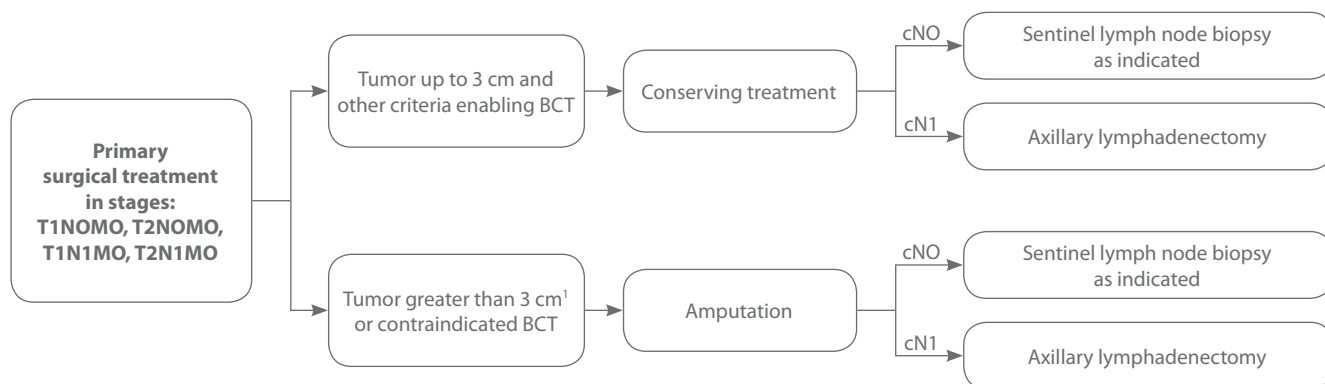 Primary
surgical treatment
in stages:
T1NOMO, T2NOMO,
T1N1MO, T2N1MO
Tumor up to 3 cm and
other criteria enabling BCT
Conserving treatment
cNO
Sentinel lymph node biopsy
as indicated
cN1
Axillary lymphadenectomy
Tumor greater than 3 cm¹
or contraindicated BCT
Amputation
cNO
Sentinel lymph node biopsy
as indicated
cN1
Axillary lymphadenectomy